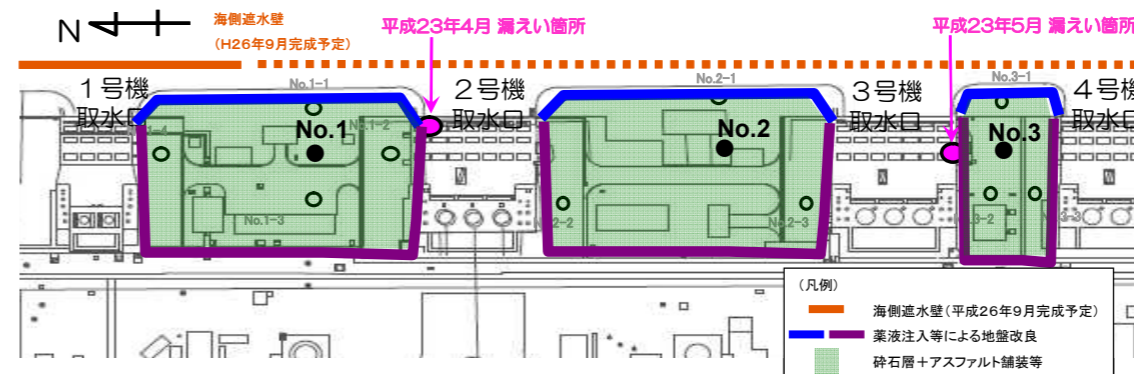 N
海側遮水壁
(H26年9月完成予定)
平成23年4月 漏えい箇所
平成23年5月 漏えい箇所
1号機
取水口
No.1-1
2号機
取水口
No.2-1
3号機
取水口
No.3-1
4号機
取水口
No.1
No.1-2
No.2
No.3
No.1-3
2-2
No.2-3
3-2
(凡例)
海側遮水壁(平成26年9月完成予定)
薬液注入等による地盤改良
砕石層+アスファルト舗装等